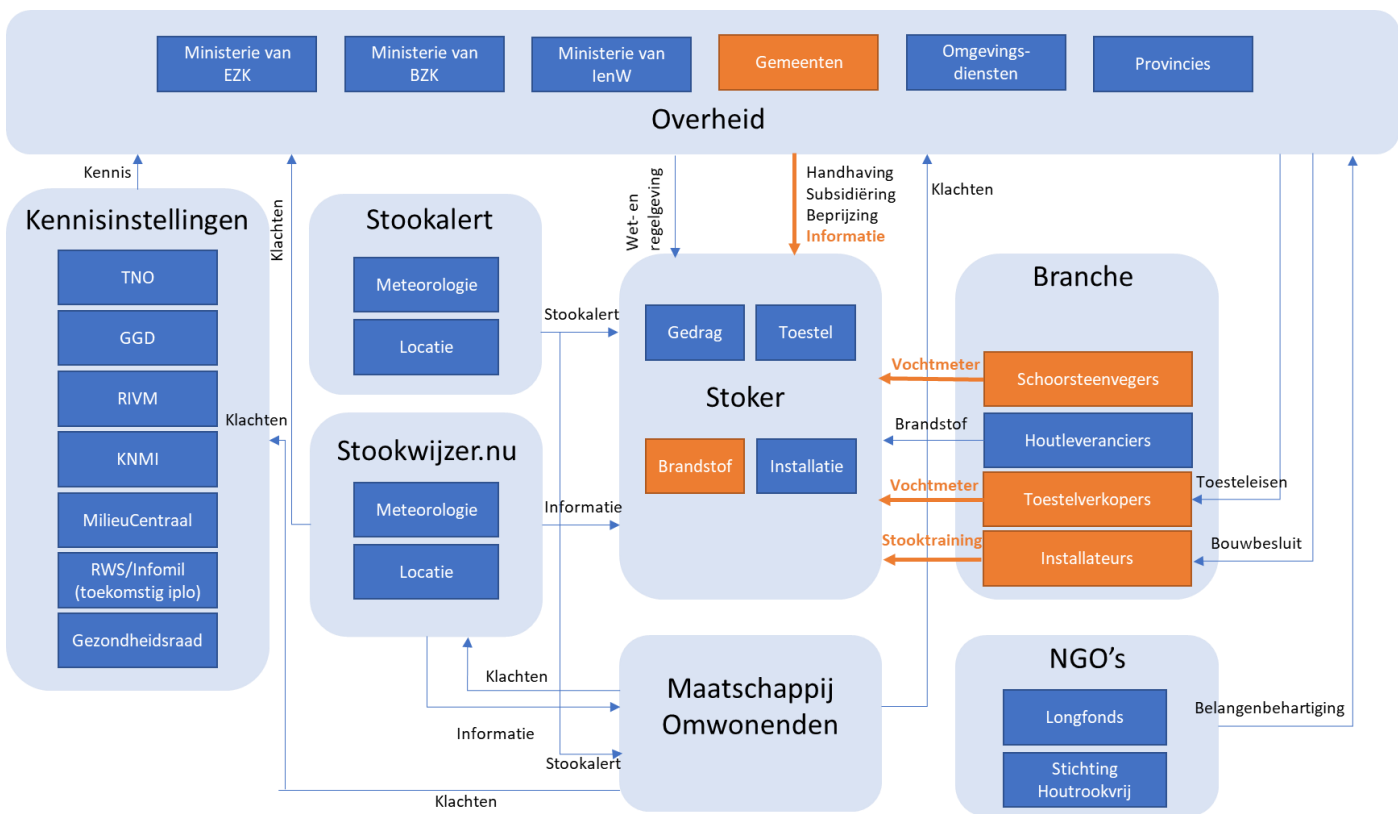 Ministerie van
EZK
Ministerie van
BZK
Ministerie van
IenW
Gemeenten
Omgevings-
diensten
Provincies
Overheid
Kennis
Klachten
Wet- en
regelgeving
Handhaving
Subsidiëring
Beprijzing
Informatie
Klachten
Kennisinstellingen
TNO
GGD
RIVM
KNMI
MilieuCentraal
RWS/Infomil
(toekomstig iplo)
Gezondheidsraad
Stookalert
Meteorologie
Locatie
Stookalert
Klachten
Stookwijzer.nu
Meteorologie
Locatie
Informatie
Gedrag
Toestel
Stoker
Brandstof
Installatie
Vochtmeter
Brandstof
Vochtmeter
Stooktraining
Branche
Schoorsteenvegers
Houtleveranciers
Toestelverkopers
Installateurs
Toesteleisen
Bouwbesluit
Klachten
Informatie
Stookalert
Klachten
Maatschappij
Omwonenden
NGO’s
Longfonds
Stichting
Houtrookvrij
Belangenbehartiging